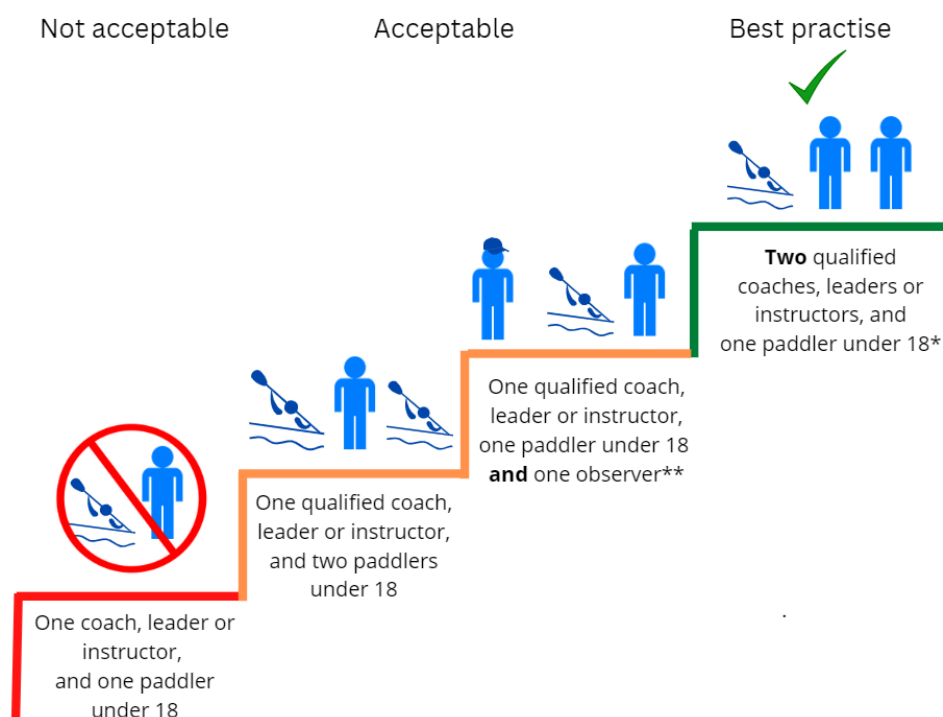 Not acceptable
Acceptable
Best practise
Two qualified
coaches, leaders or
instructors, and
one paddler under 18*
One qualified coach,
leader or instructor,
one paddler under 18
and one observer**
One qualified coach,
leader or instructor,
and two paddlers
under 18
One coach, leader or
instructor,
and one paddler
under 18
.